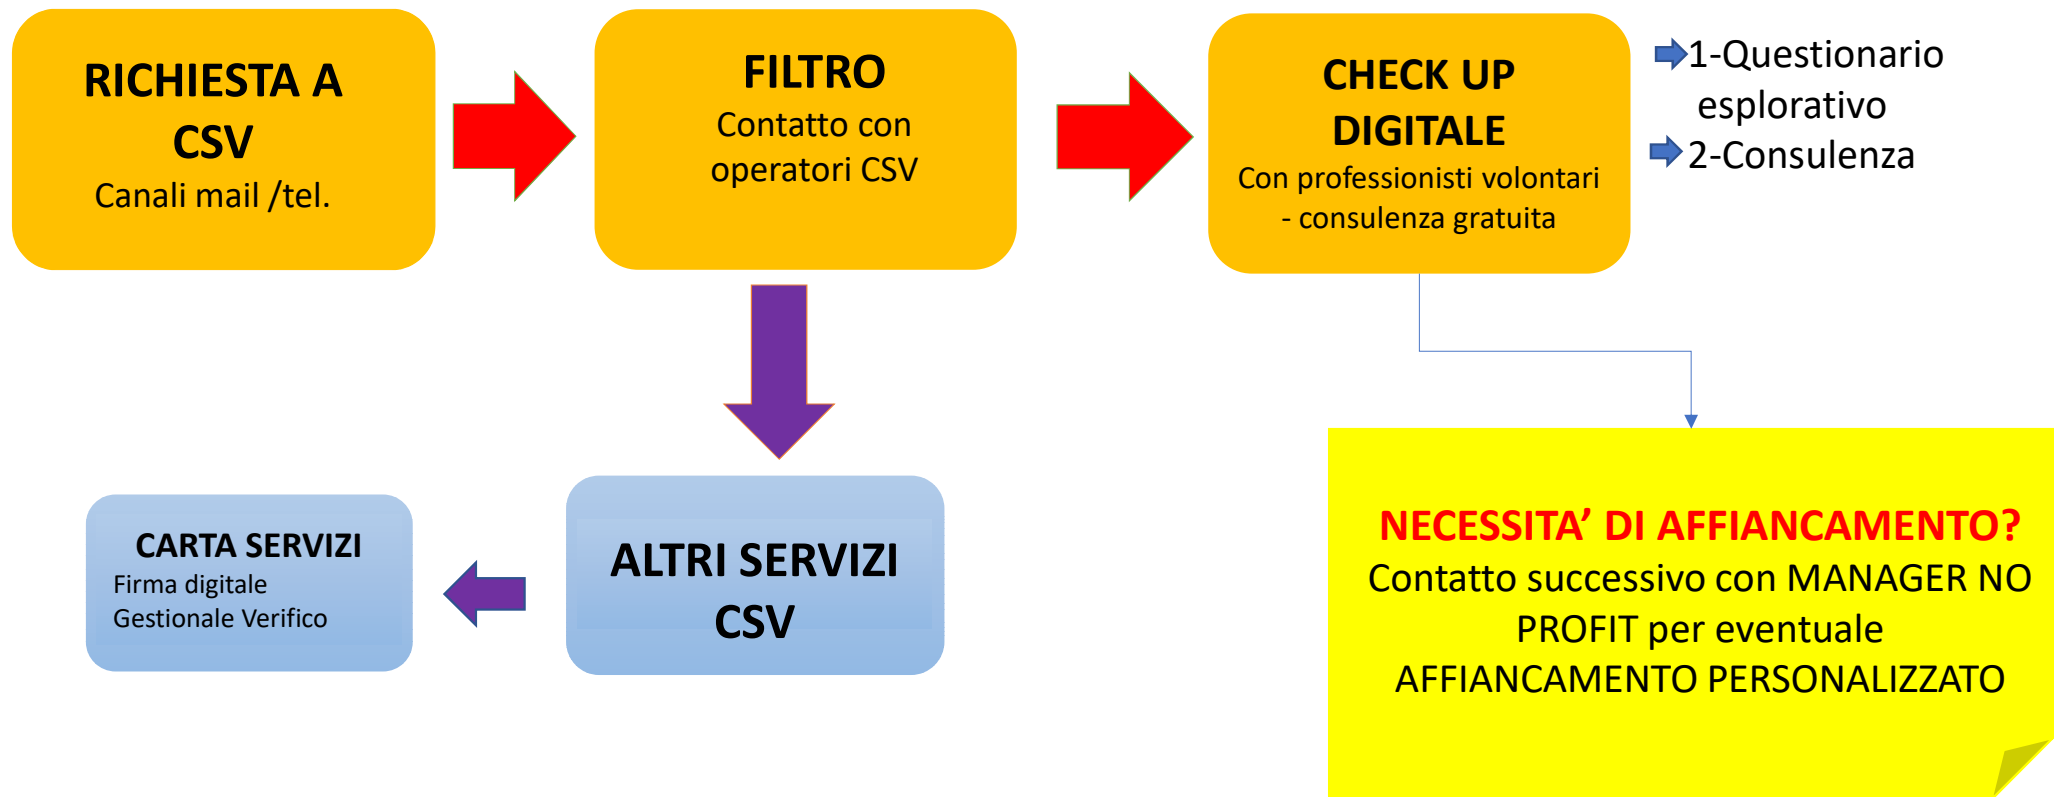 RICHIESTA A
CSV
Canali mail /tel.
FILTRO
Contatto con
operatori CSV
CHECK UP
DIGITALE
Con professionisti volontari
- consulenza gratuita
1-Questionario
esplorativo
2-Consulenza
CARTA SERVIZI
Firma digitale
Gestionale Verifico
ALTRI SERVIZI
CSV
NECESSITA’ DI AFFIANCAMENTO?
Contatto successivo con MANAGER NO
PROFIT per eventuale
AFFIANCAMENTO PERSONALIZZATO